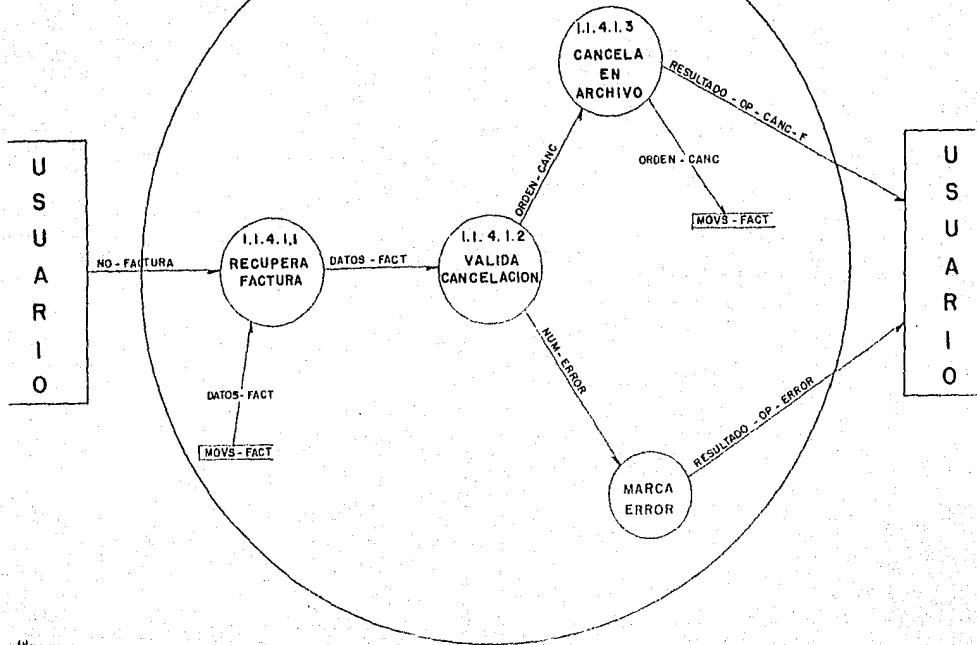 1.1.4.1.3
CANCELA
EN
ARCHIVO
RESULTADO-OP-CANC-F
ORDEN-CANC
ORDEN-CANC
MOVS-FACT
USUARIO
USUARIO
NO-FACTURA
1.1.4.1.1
RECUPERA
FACTURA
DATOS-FACT
1.1.4.1.2
VALIDA
CANCELACION
DATOS-FACT
MOVS-FACT
NUM-ERROR
RESULTADO-OP-ERROR
MARCA
ERROR